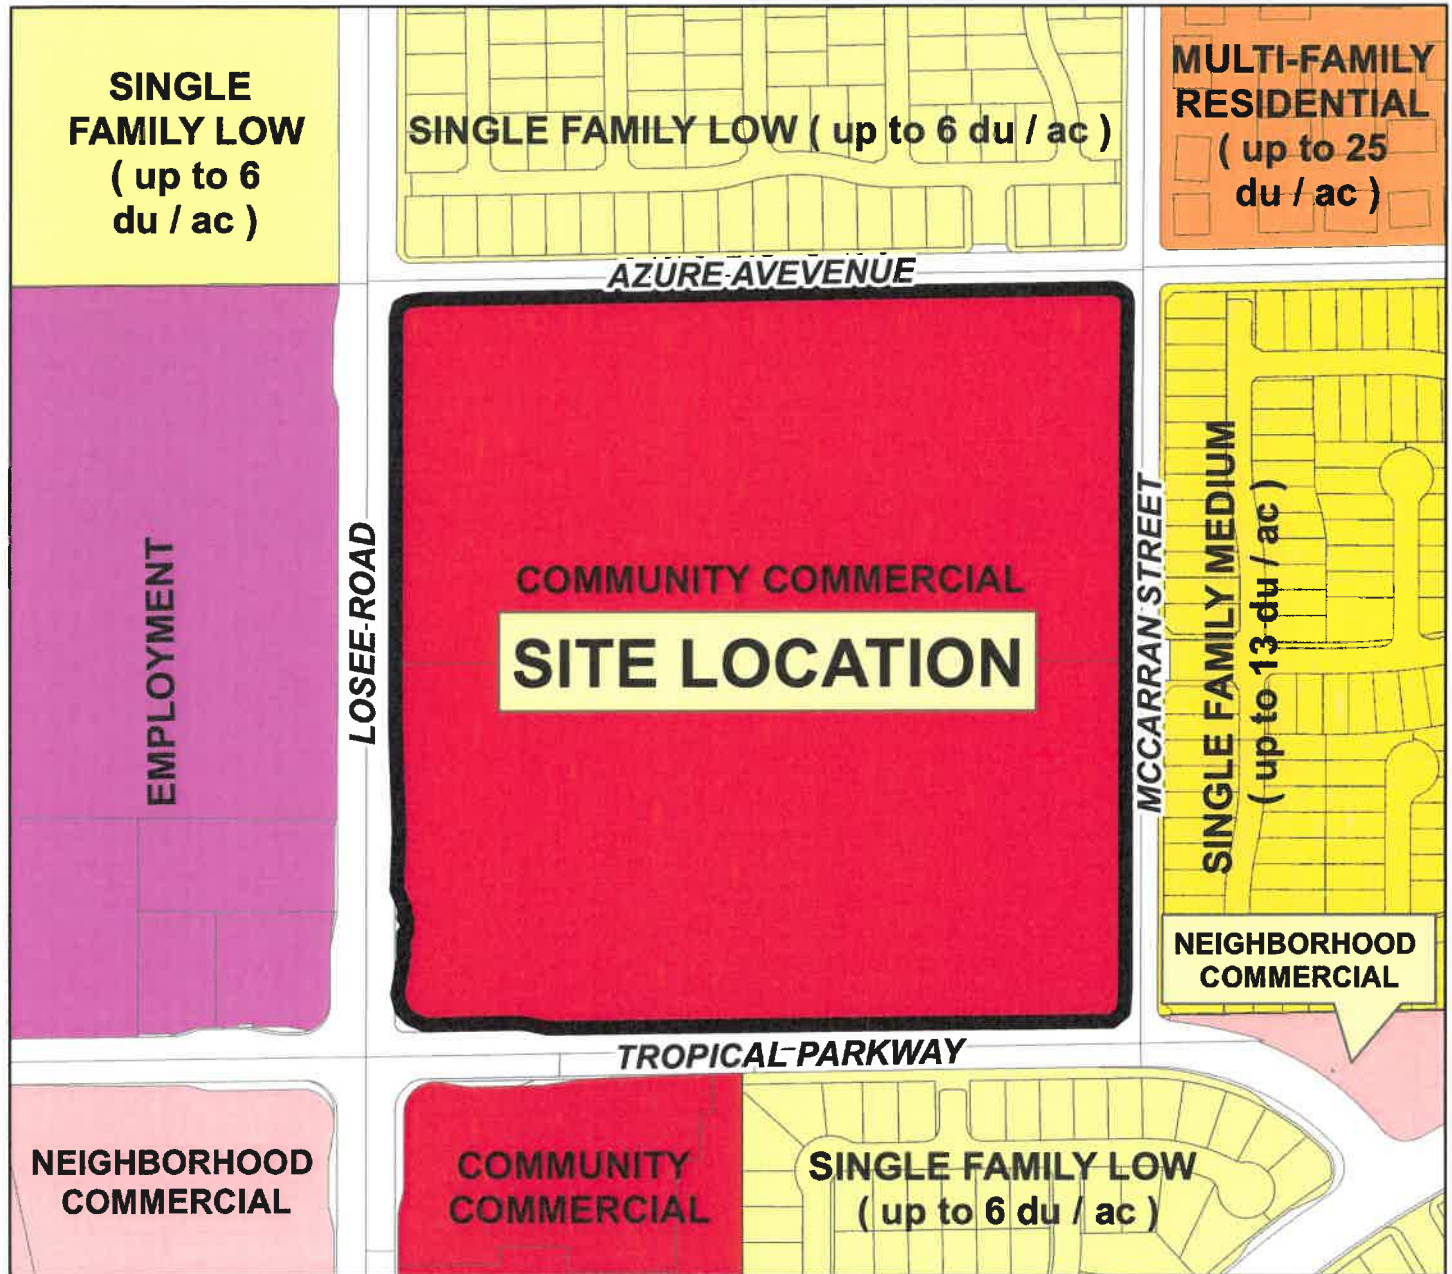 SINGLE
FAMILY LOW
( up to 6
du / ac )
SINGLE FAMILY LOW ( up to 6 du / ac )
MULTI-FAMILY
RESIDENTIAL
( up to 25
du / ac )
AZURE AVEVENUE
EMPLOYMENT
LOSEE ROAD
COMMUNITY COMMERCIAL
SITE LOCATION
MCCARRAN STREET
SINGLE FAMILY MEDIUM
( up to 13 du / ac )
NEIGHBORHOOD
COMMERCIAL
TROPICAL PARKWAY
NEIGHBORHOOD
COMMERCIAL
COMMUNITY
COMMERCIAL
SINGLE FAMILY LOW
( up to 6 du / ac )